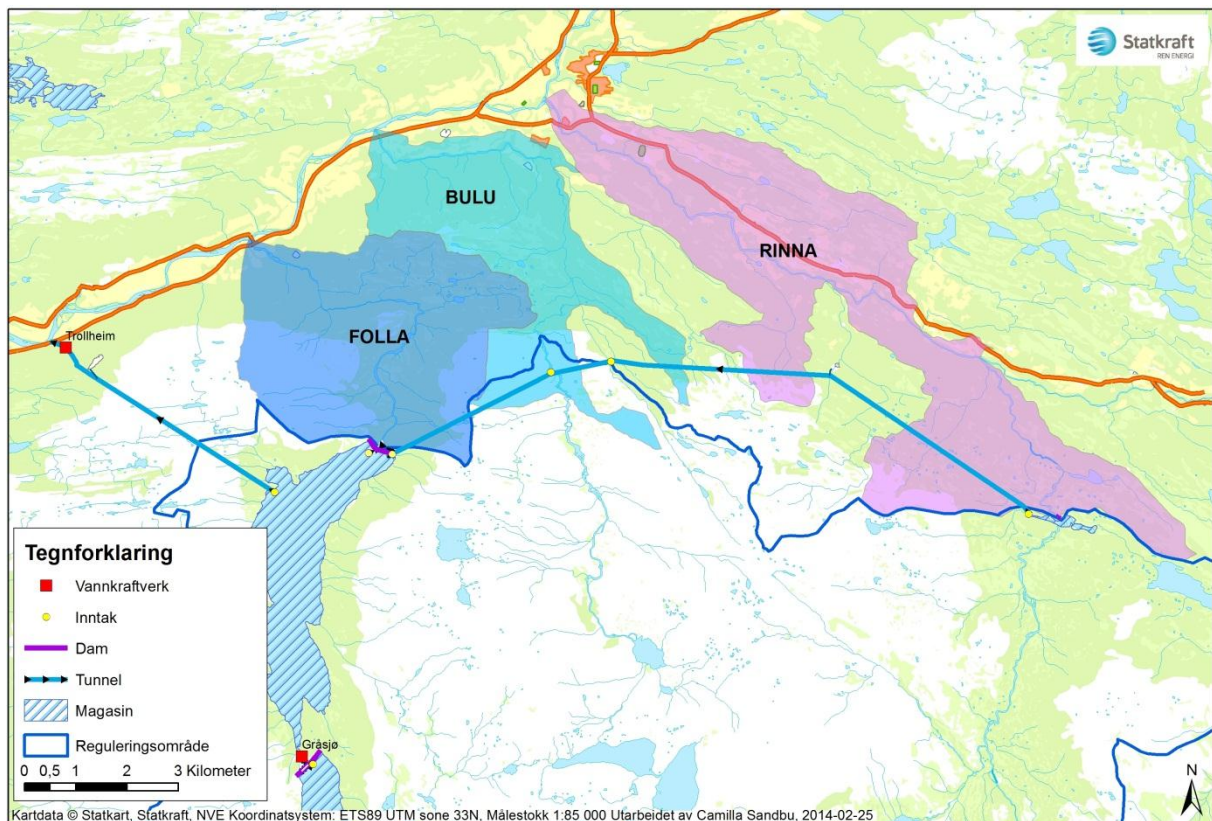 Statkraft
REN ENERGI
BULU
RINNA
FOLLA
Trollheim
Tegnforklaring
Vannkraftverk
Inntak
Dam
Tunnel
Magasin
Reguleringsområde
0 0,5 1 2 3 Kilometer
Gråsjø
N
Kartdata © Statkart, Statkraft, NVE Koordinatsystem: ETS89 UTM sone 33N, Målestokk 1:85 000 Utarbeidet av Camilla Sandbu, 2014-02-25